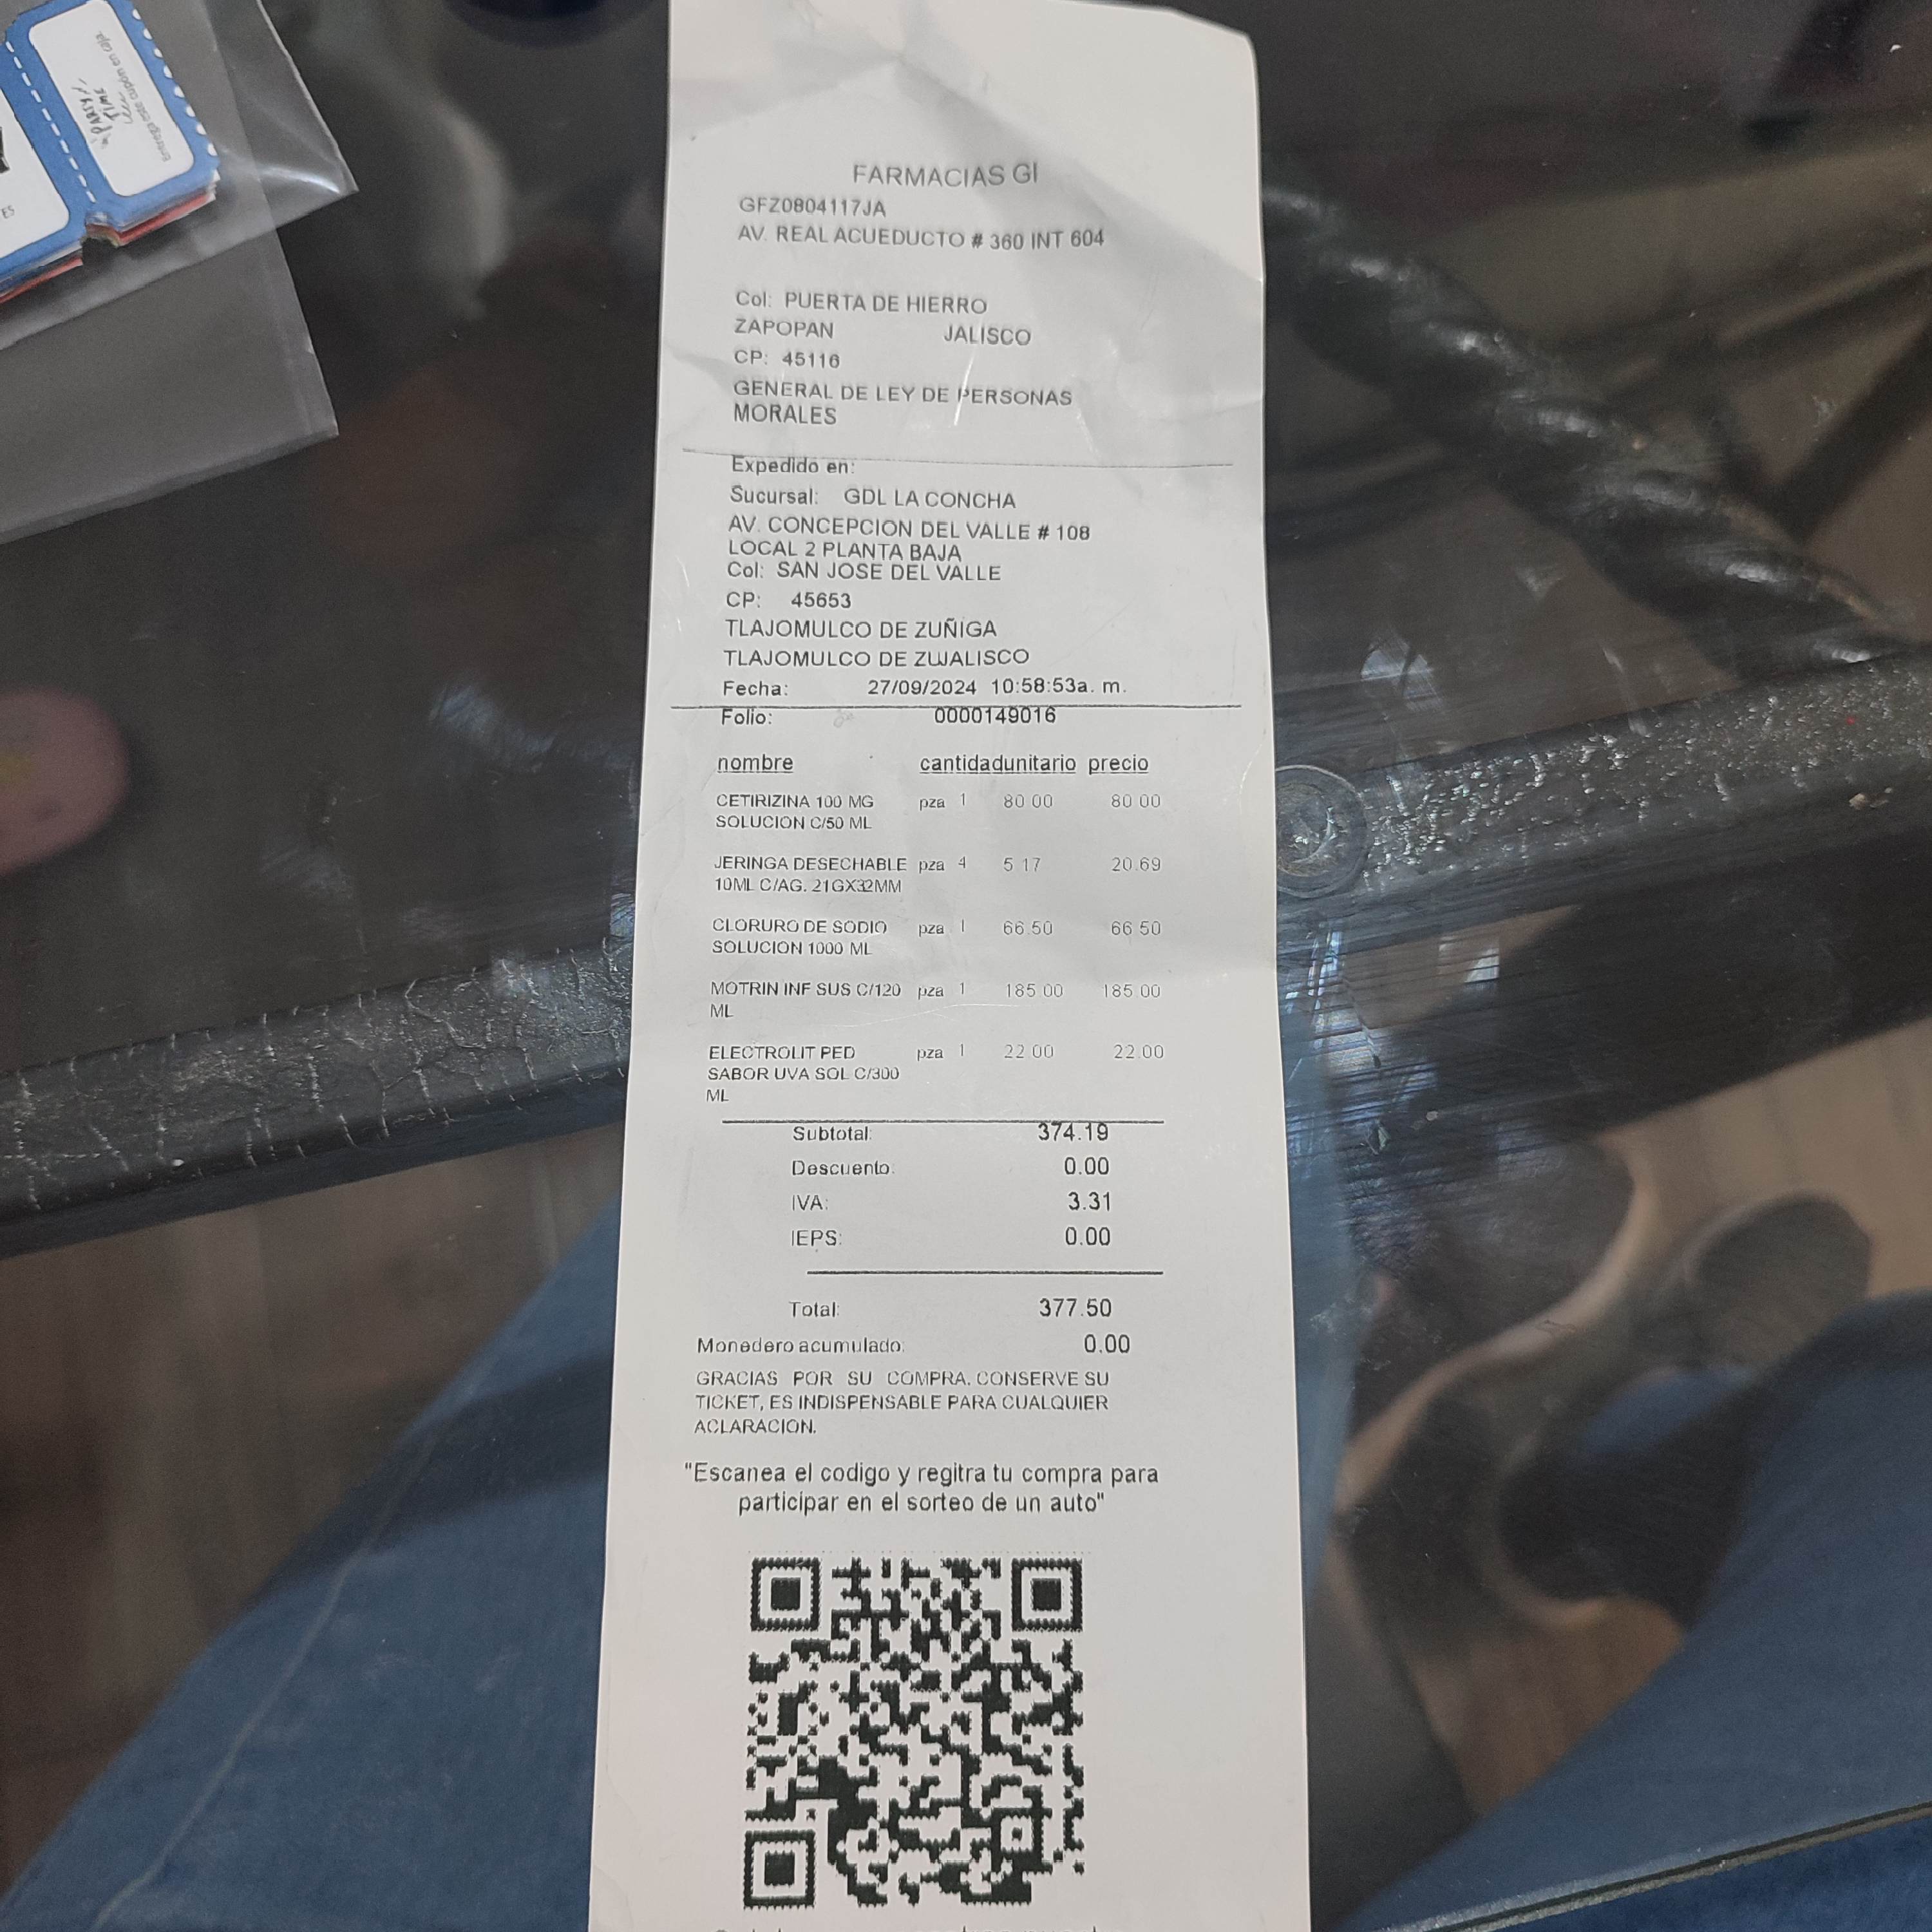 "PARTY
TIME
Entrega este cupón en caja.
ES
FARMACIAS GI
GFZ0804117JA
AV. REAL ACUEDUCTO # 360 INT 604
Col: PUERTA DE HIERRO
ZAPOPAN JALISCO
CP: 45116
GENERAL DE LEY DE PERSONAS
MORALES
Expedido en:
Sucursal: GDL LA CONCHA
AV. CONCEPCION DEL VALLE # 108
LOCAL 2 PLANTA BAJA
Col: SAN JOSE DEL VALLE
CP: 45653
TLAJOMULCO DE ZUÑIGA
TLAJOMULCO DE ZUJALISCO
Fecha: 27/09/2024 10:58:53a. m.
Folio: 0000149016
nombre cantidadunitario precio
CETIRIZINA 100 MG pza 1 80.00 80.00
SOLUCION C/50 ML
JERINGA DESECHABLE pza 4 5.17 20.69
10ML C/AG. 21GX32MM
CLORURO DE SODIO pza 1 66.50 66.50
SOLUCION 1000 ML
MOTRIN INF SUS C/120 pza 1 185.00 185.00
ML
ELECTROLIT PED pza 1 22.00 22.00
SABOR UVA SOL C/300
ML
Subtotal: 374.19
Descuento: 0.00
IVA: 3.31
IEPS: 0.00
Total: 377.50
Monedero acumulado: 0.00
GRACIAS POR SU COMPRA. CONSERVE SU
TICKET, ES INDISPENSABLE PARA CUALQUIER
ACLARACION.
"Escanea el codigo y regitra tu compra para
participar en el sorteo de un auto"